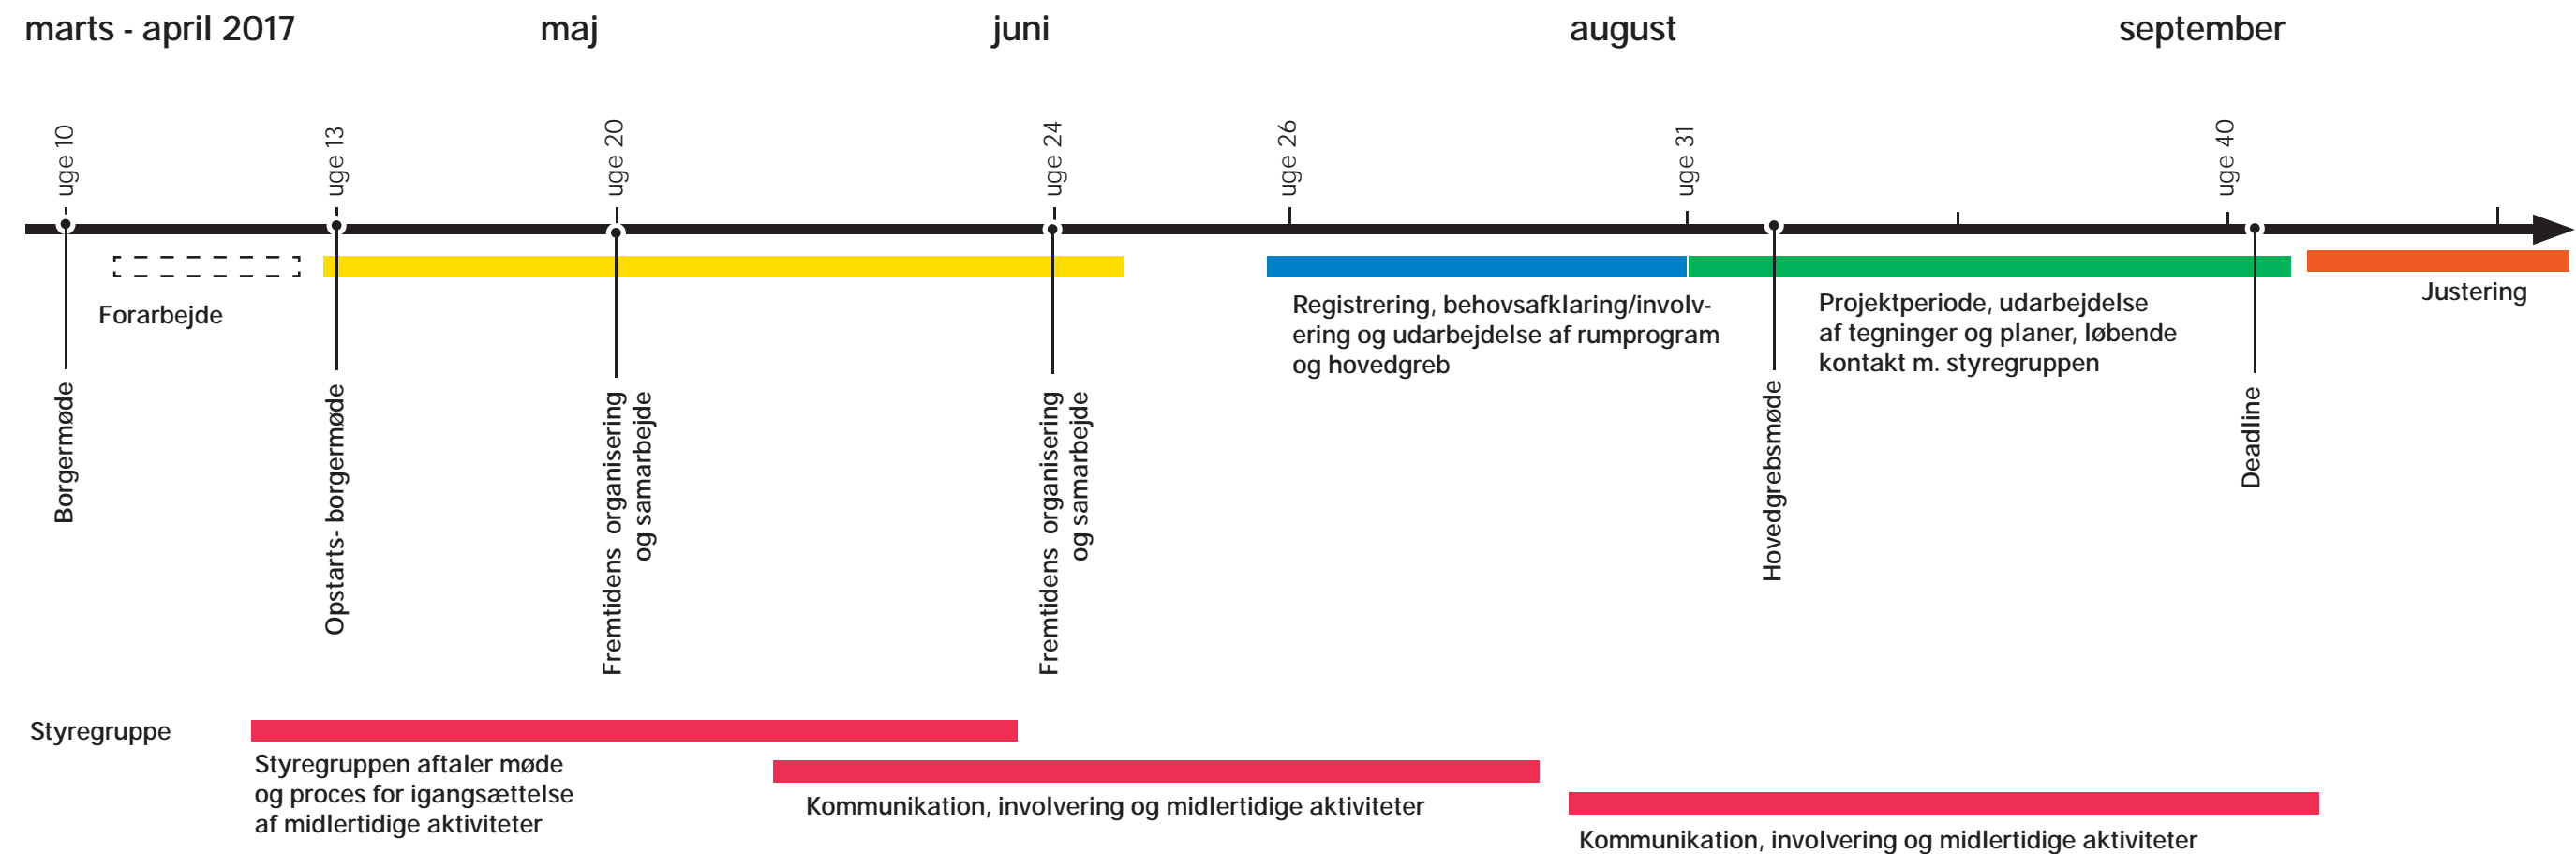 marts - april 2017
maj
juni
august
september
uge 10
uge 13
uge 20
uge 24
uge 26
uge 31
uge 40
Forarbejde
Registrering, behovsafklaring/involv-
ering og udarbejdelse af rumprogram
og hovedgreb
Projektperiode, udarbejdelse
af tegninger og planer, løbende
kontakt m. styregruppen
Justering
Borgermøde
Opstarts- borgermøde
Fremtidens organisering
og samarbejde
Fremtidens organisering
og samarbejde
Hovedgrebsmøde
Deadline
Styregruppe
Styregruppen aftaler møde
og proces for igangsættelse
af midlertidige aktiviteter
Kommunikation, involvering og midlertidige aktiviteter
Kommunikation, involvering og midlertidige aktiviteter